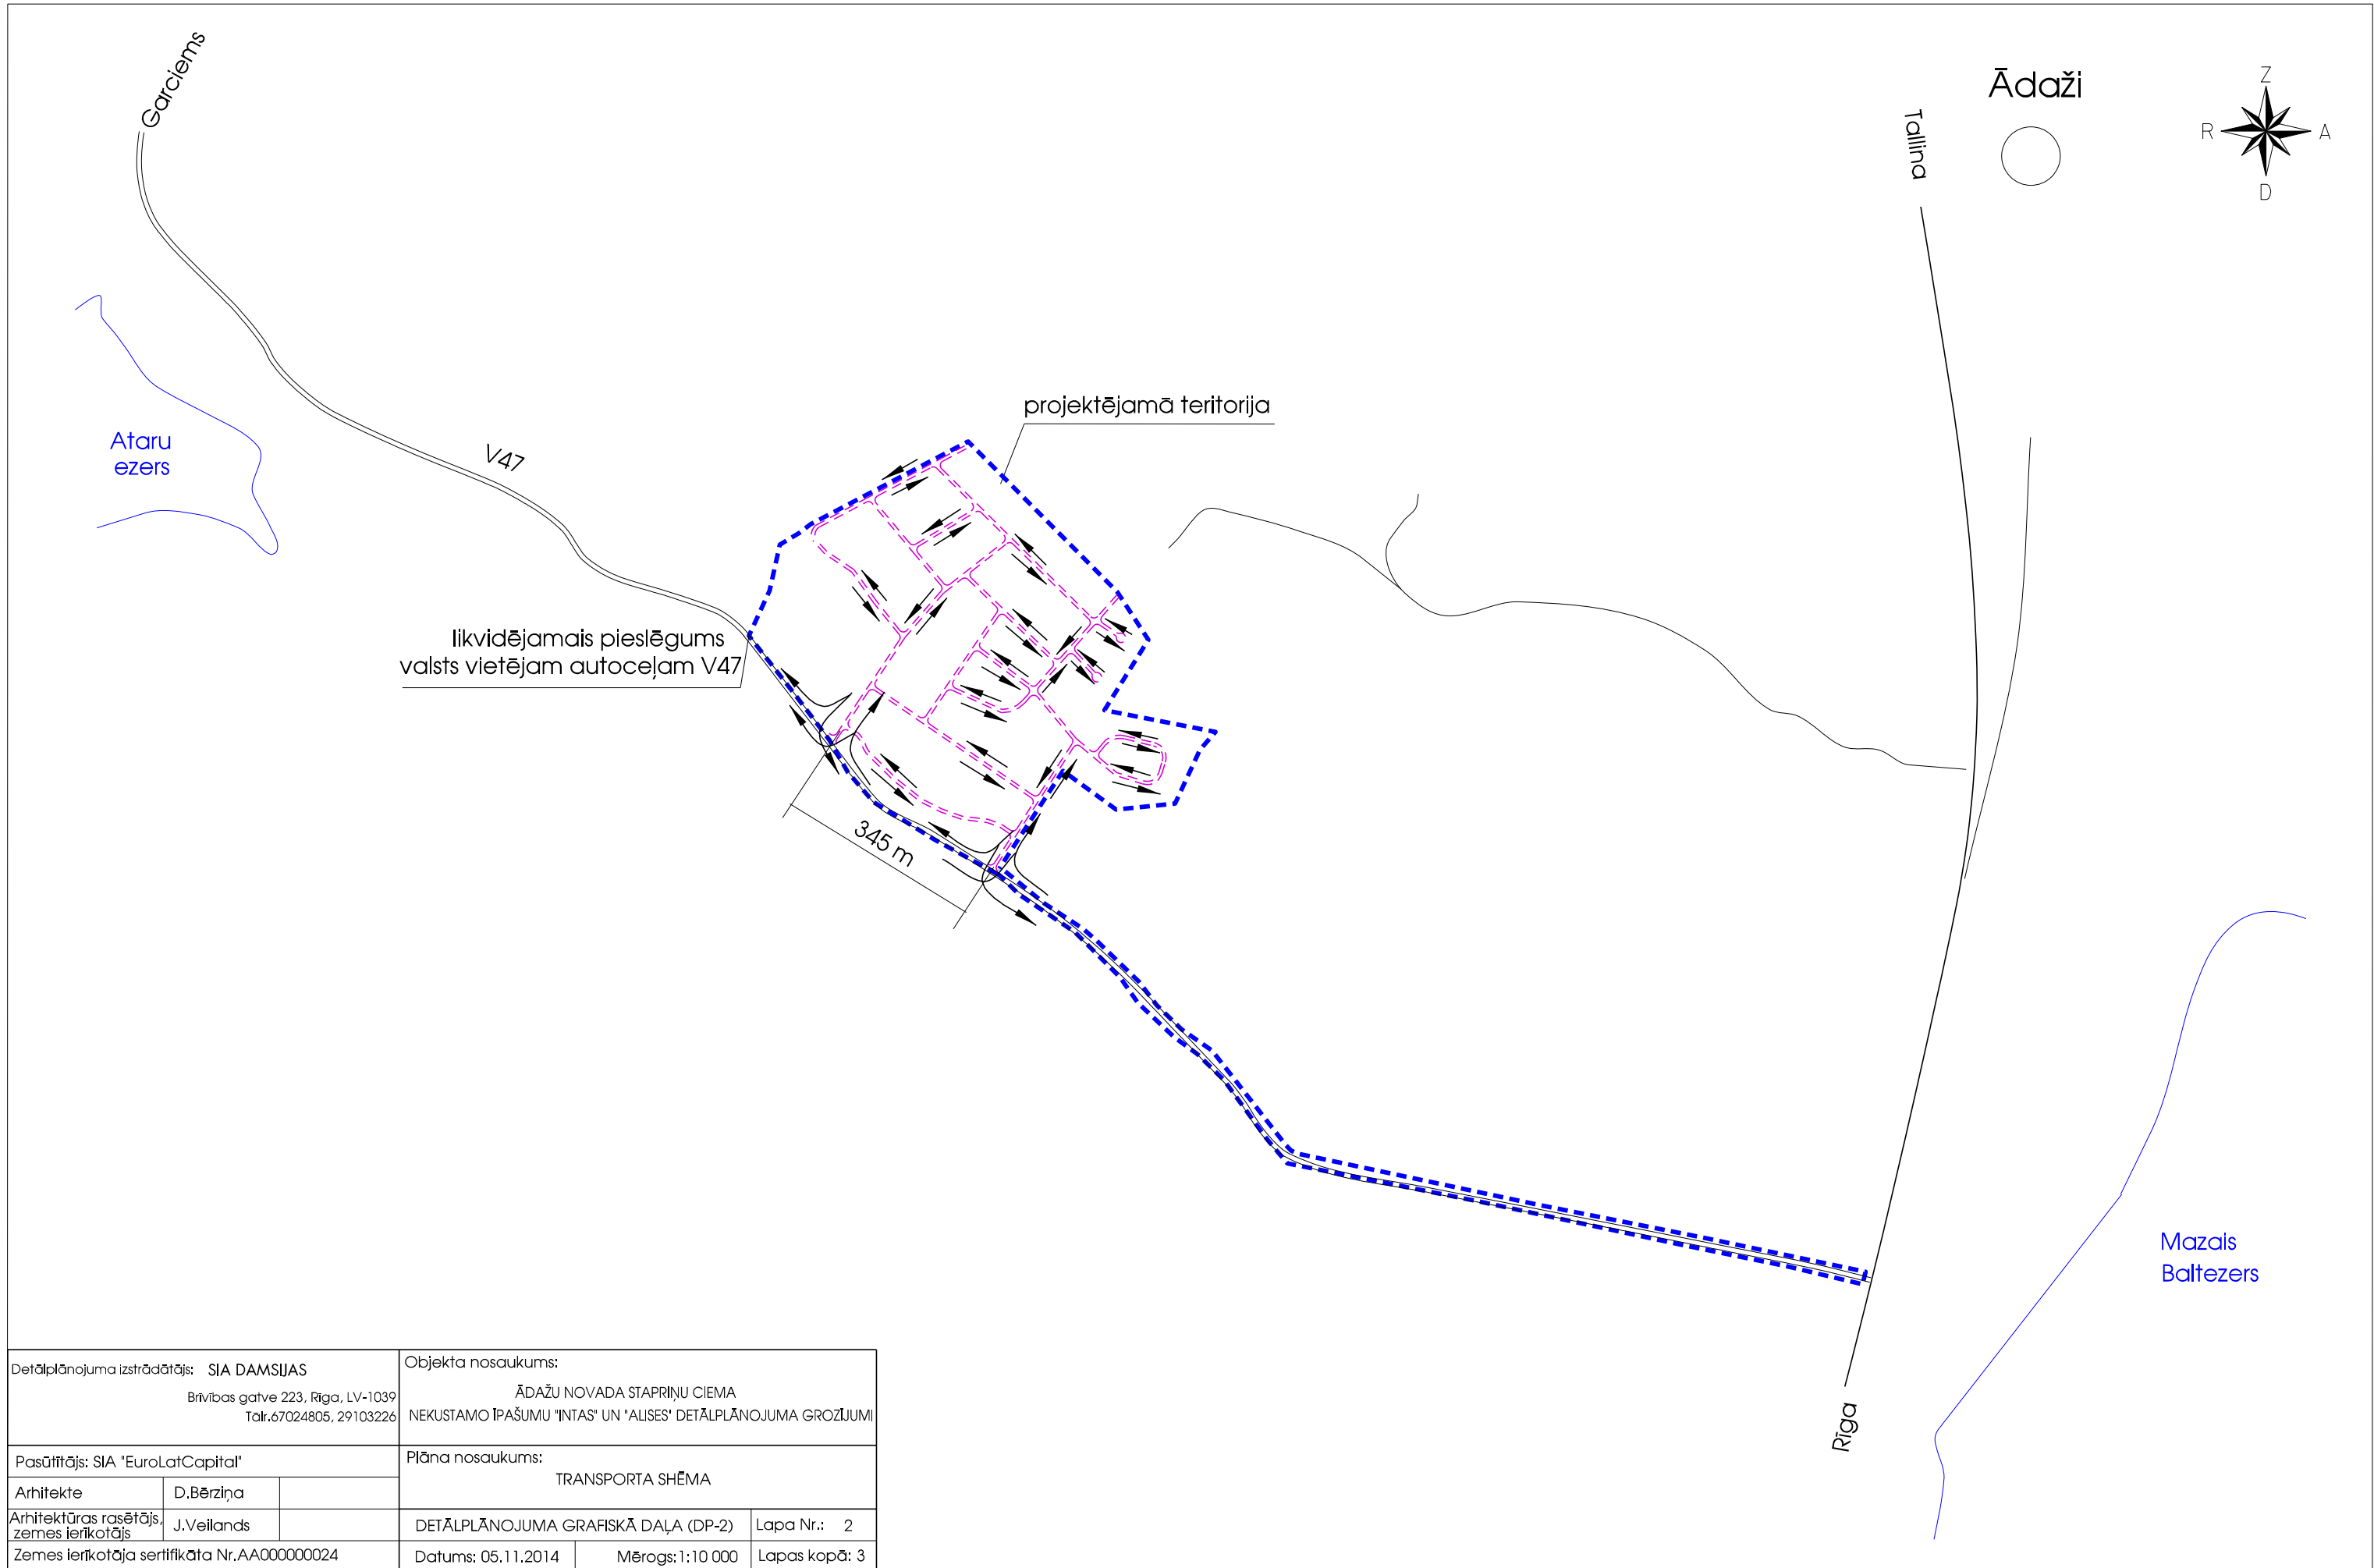 Garciems
Ādaži
Tallina
Z
R
A
D
projektējamā teritorija
Ataru
ezers
V47
likvidējamais pieslēgums
valsts vietējam autoceļam V47
345 m
Mazais
Baltezers
Rīga
Detālplānojuma izstrādātājs: SIA DAMSIJAS
Brīvības gatve 223, Rīga, LV-1039
Tālr.67024805, 29103226
Objekta nosaukums:
ĀDAŽU NOVADA STAPRIŅU CIEMA
NEKUSTAMO ĪPAŠUMU "INTAS" UN "ALISES" DETĀLPLĀNOJUMA GROZĪJUMI
Pasūtītājs: SIA "EuroLatCapital"
Plāna nosaukums:
TRANSPORTA SHĒMA
Arhitekte D.Bērziņa
Arhitektūras rasētājs,
zemes ierīkotājs J.Veilands
DETĀLPLĀNOJUMA GRAFISKĀ DAĻA (DP-2) Lapa Nr.: 2
Zemes ierīkotāja sertifikāta Nr.AA000000024
Datums: 05.11.2014 Mērogs:1:10 000 Lapas kopā: 3